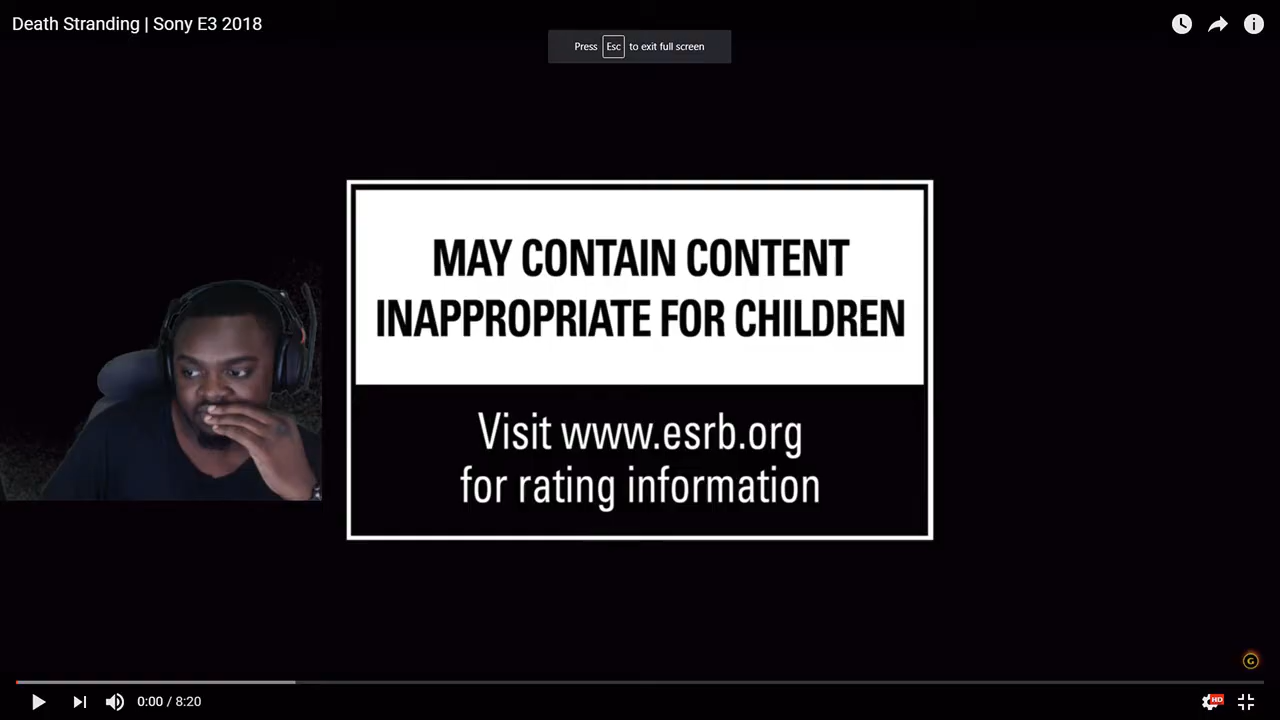 Death Stranding | Sony E3 2018
Press Esc to exit full screen
MAY CONTAIN CONTENT
INAPPROPRIATE FOR CHILDREN
Visit www.esrb.org
for rating information
G
0:00 / 8:20
HD